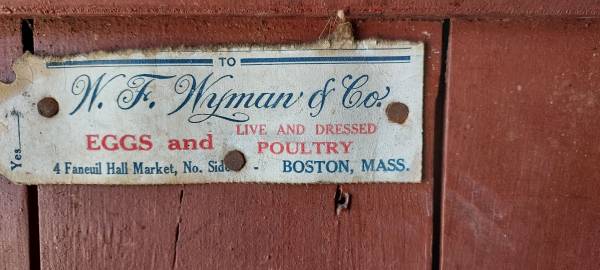 TO
W. F. Wyman & Co.
EGGS and LIVE AND DRESSED POULTRY
4 Faneuil Hall Market, No. Side - BOSTON, MASS.
Yes